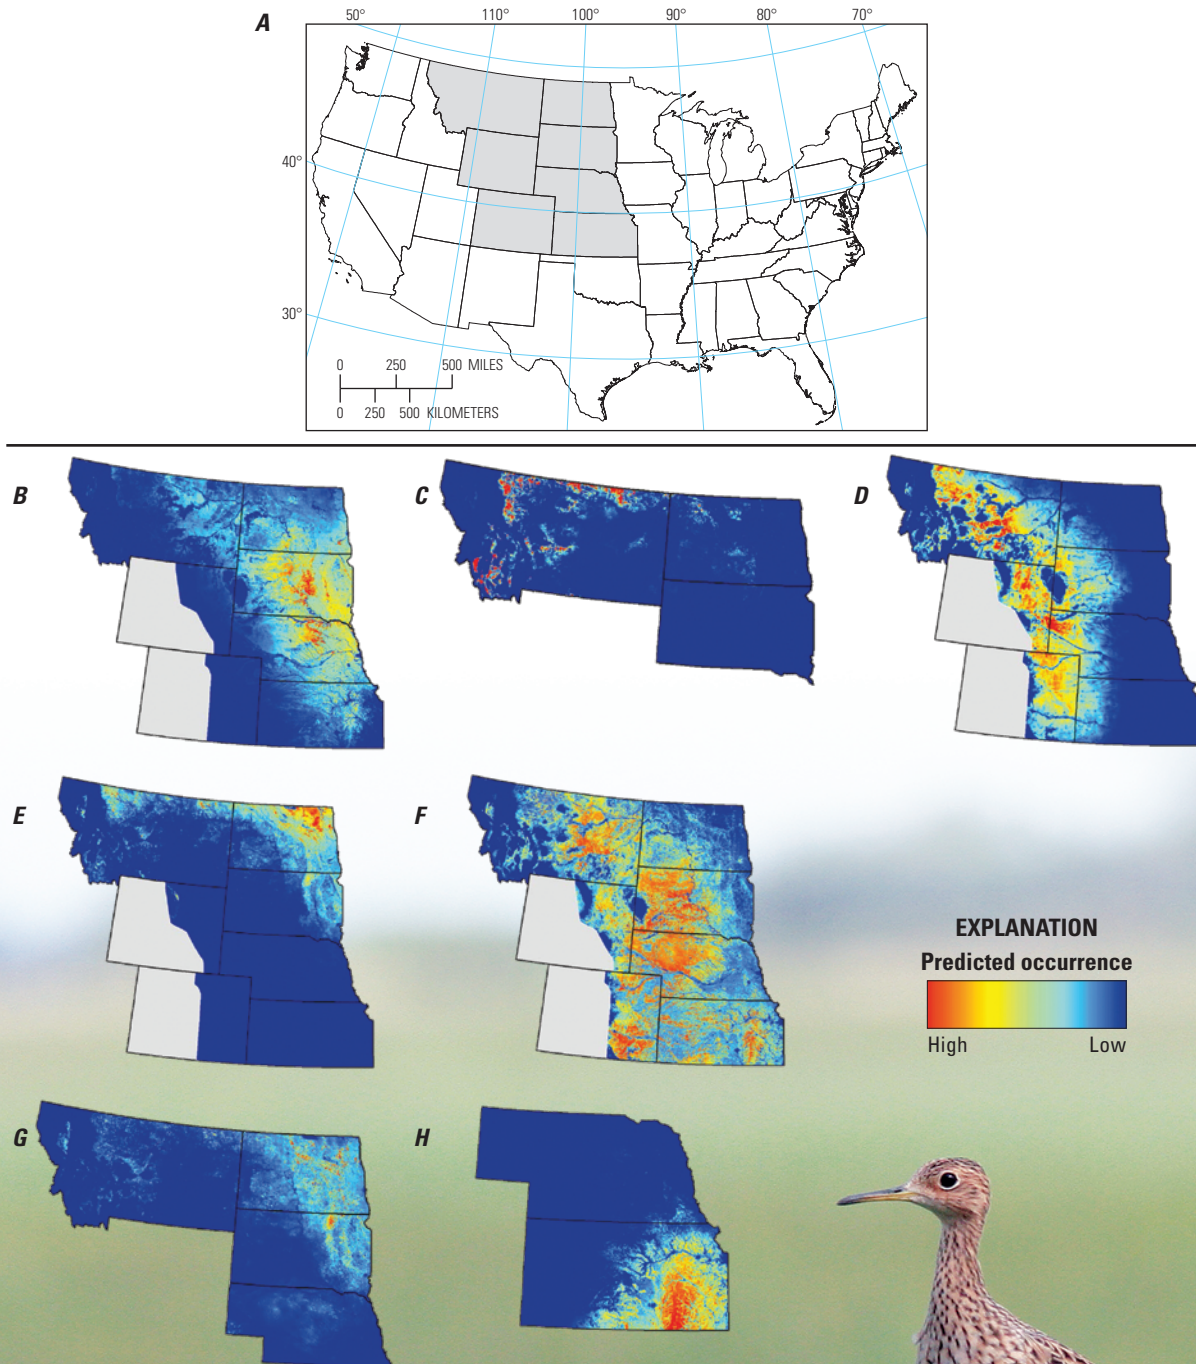 A
50° 110° 100° 90° 80° 70°
40°
30°
0 250 500 MILES
0 250 500 KILOMETERS
B
C
D
E
F
EXPLANATION
Predicted occurrence
High Low
G
H